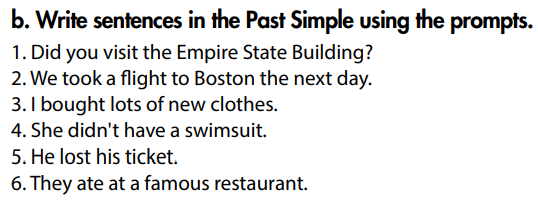 b. Write sentences in the Past Simple using the prompts.
1. Did you visit the Empire State Building?
2. We took a flight to Boston the next day.
3. I bought lots of new clothes.
4. She didn't have a swimsuit.
5. He lost his ticket.
6. They ate at a famous restaurant.